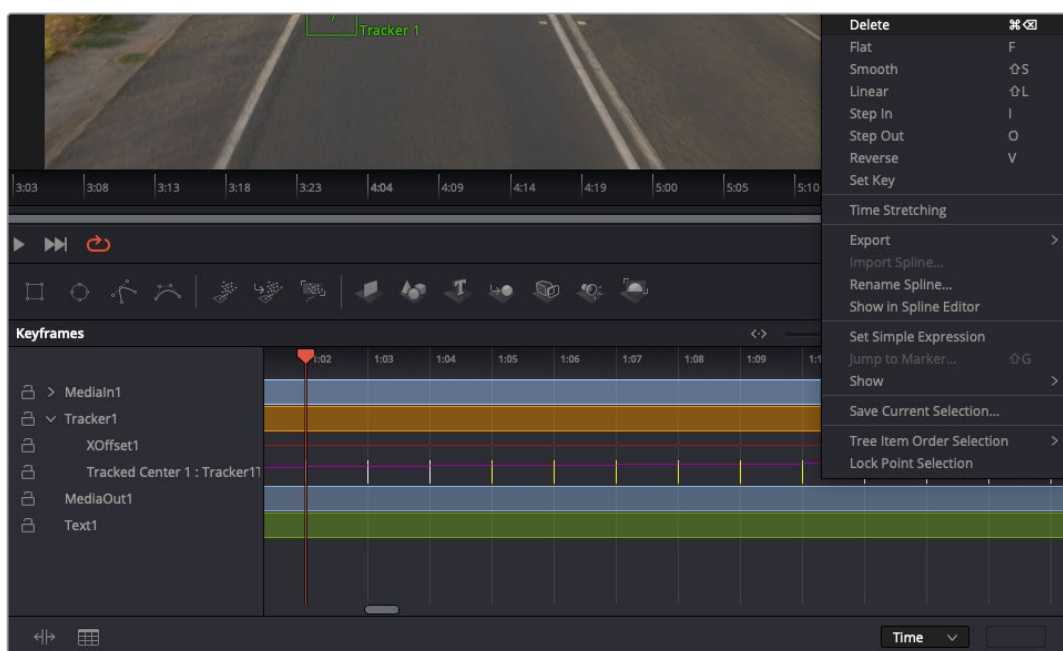 Tracker 1
Delete ⌘⌫
Flat F
Smooth ⇧S
Linear ⇧L
Step In I
Step Out O
Reverse V
Set Key
Time Stretching
Export >
Import Spline...
Rename Spline...
Show in Spline Editor
Set Simple Expression
Jump to Marker... ⇧G
Show >
Save Current Selection...
Tree Item Order Selection >
Lock Point Selection
3:03 3:08 3:13 3:18 3:23 4:04 4:09 4:14 4:19 5:00 5:05 5:10
Keyframes
1:02 1:03 1:04 1:05 1:06 1:07 1:08 1:09
MediaIn1
Tracker1
XOffset1
Tracked Center 1 : Tracker1
MediaOut1
Text1
Time